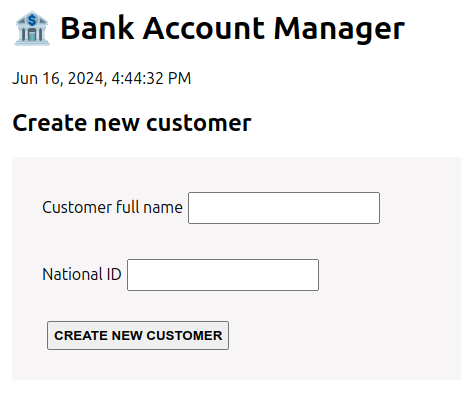 Bank Account Manager
Jun 16, 2024, 4:44:32 PM
Create new customer
Customer full name
National ID
CREATE NEW CUSTOMER